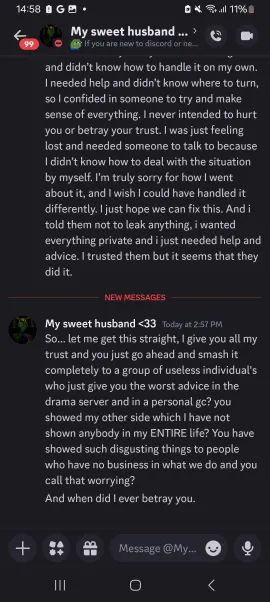 14:58
11%
99
My sweet husband ...
If you are new to discord or ne...
and didn't know how to handle it on my own.
I needed help and didn't know where to turn,
so I confided in someone to try and make
sense of everything. I never intended to hurt
you or betray your trust. I was just feeling
lost and needed someone to talk to because
I didn't know how to deal with the situation
by myself. I'm truly sorry for how I went
about it, and I wish I could have handled it
differently. I just hope we can fix this. And i
told them not to leak anything, i wanted
everything private and i just needed help and
advice. I trusted them but it seems that they
did it.
NEW MESSAGES
My sweet husband <33 Today at 2:57 PM
So... let me get this straight, I give you all my
trust and you just go ahead and smash it
completely to a group of useless individual's
who just give you the worst advice in the
drama server and in a personal gc? you
showed my other side which I have not
shown anybody in my ENTIRE life? You have
showed such disgusting things to people
who have no business in what we do and you
call that worrying?
And when did I ever betray you.
Message @My...